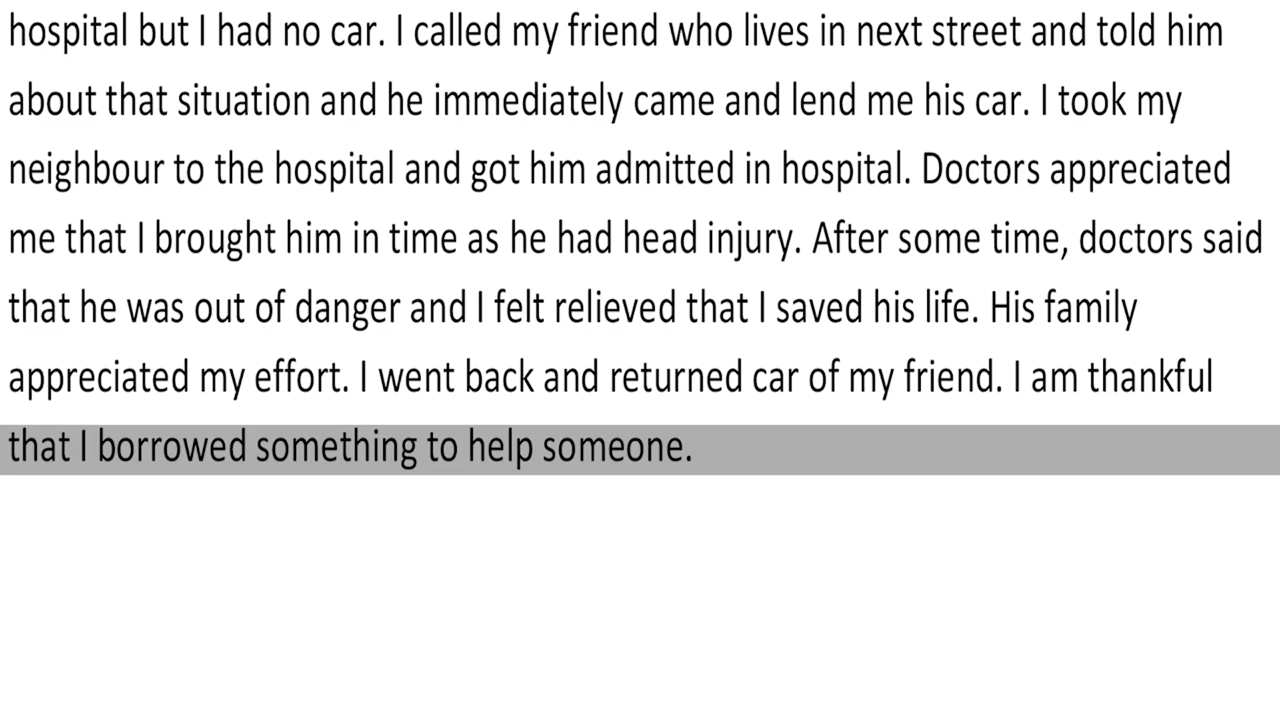 hospital but I had no car. I called my friend who lives in next street and told him
about that situation and he immediately came and lend me his car. I took my
neighbour to the hospital and got him admitted in hospital. Doctors appreciated
me that I brought him in time as he had head injury. After some time, doctors said
that he was out of danger and I felt relieved that I saved his life. His family
appreciated my effort. I went back and returned car of my friend. I am thankful
that I borrowed something to help someone.